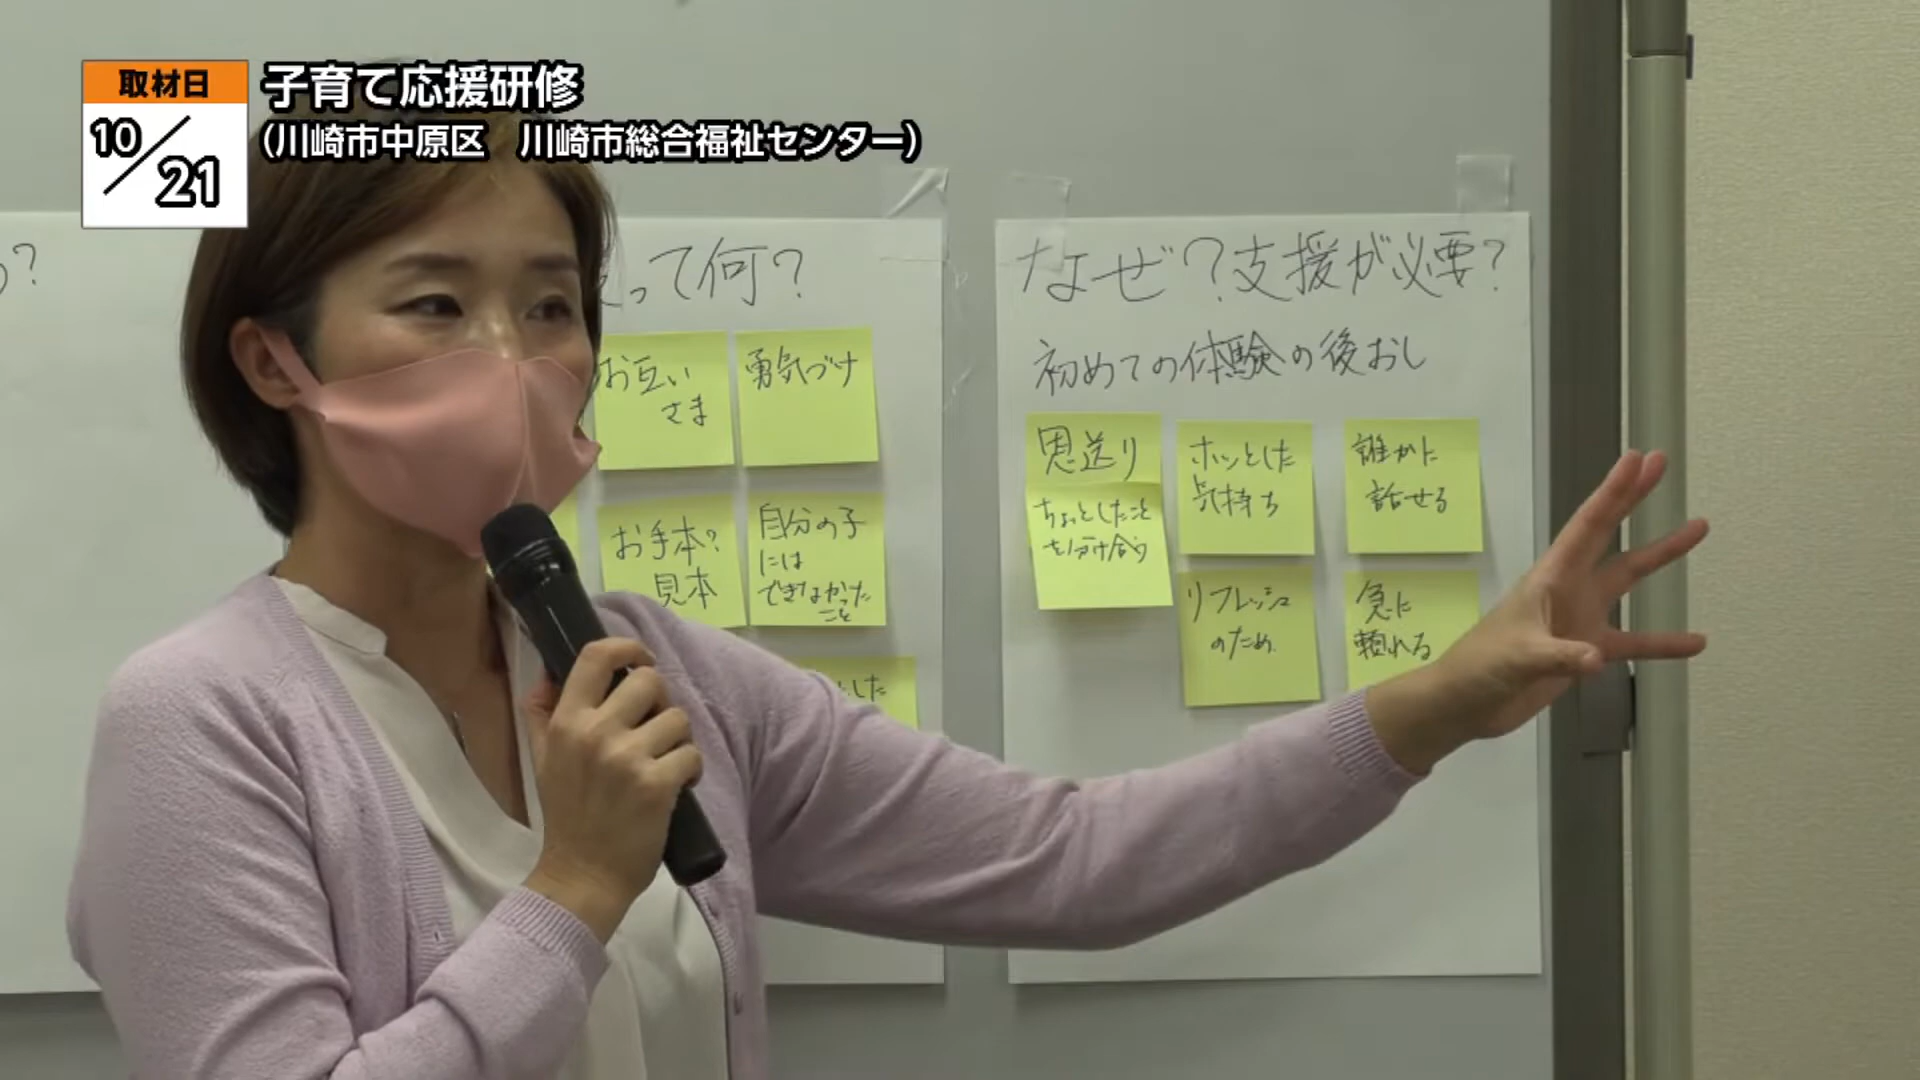 取材日
10/21
子育て応援研修
(川崎市中原区 川崎市総合福祉センター)
?
って何?
お互い
さま
勇気づけ
お手本?
見本
自分の子
には
できなかった
こと
した
なぜ?支援が必要?
初めての体験の後おし
恩送り
ちょっとしたこと
を分け合う
ホッとした
気持ち
誰かに
話せる
リフレッシュ
のため
急に
頼れる